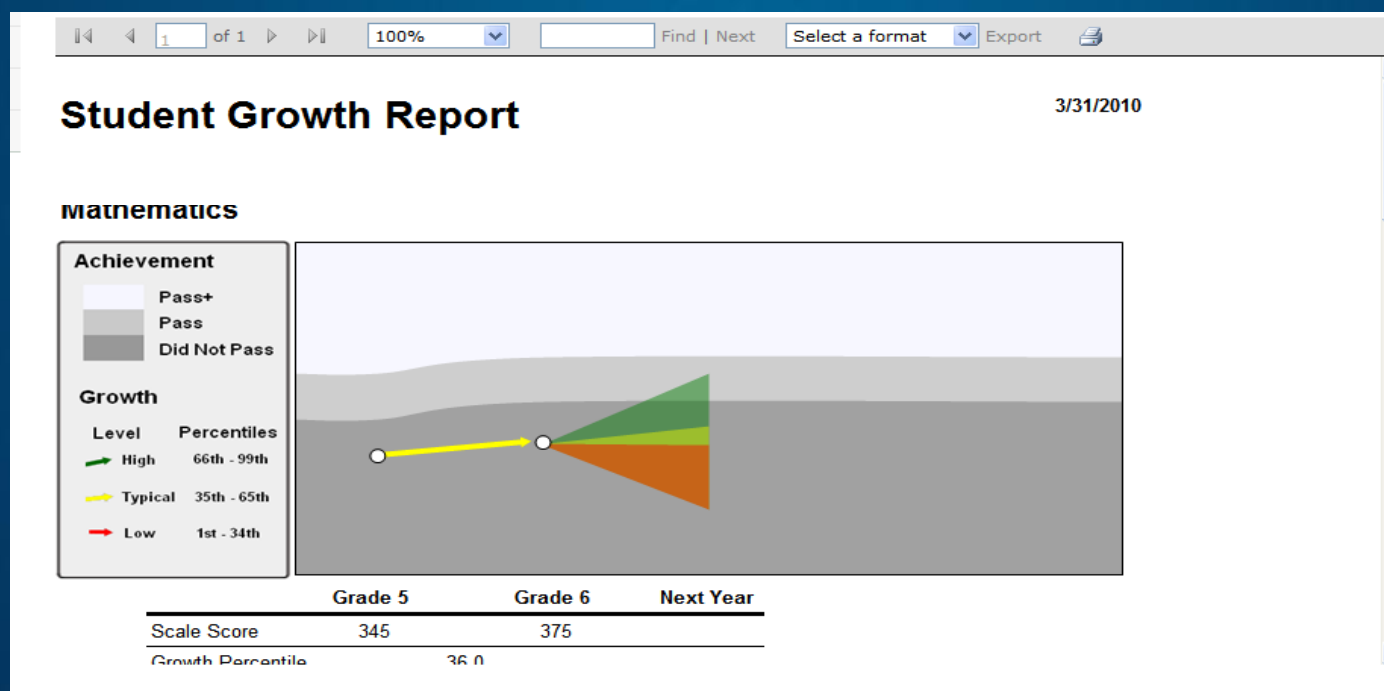 1 of 1 100% Find | Next Select a format Export
Student Growth Report 3/31/2010
Mathematics
Achievement
Pass+
Pass
Did Not Pass
Growth
Level Percentiles
High 66th - 99th
Typical 35th - 65th
Low 1st - 34th
Grade 5 Grade 6 Next Year
Scale Score 345 375
Growth Percentile 36.0